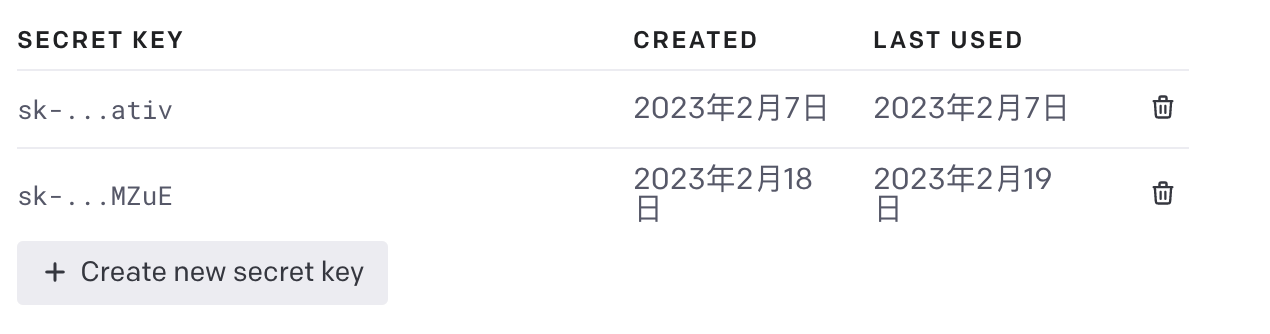 SECRET KEY CREATED LAST USED
sk-...ativ 2023年2月7日 2023年2月7日
sk-...MZuE 2023年2月18日 2023年2月19日
+ Create new secret key